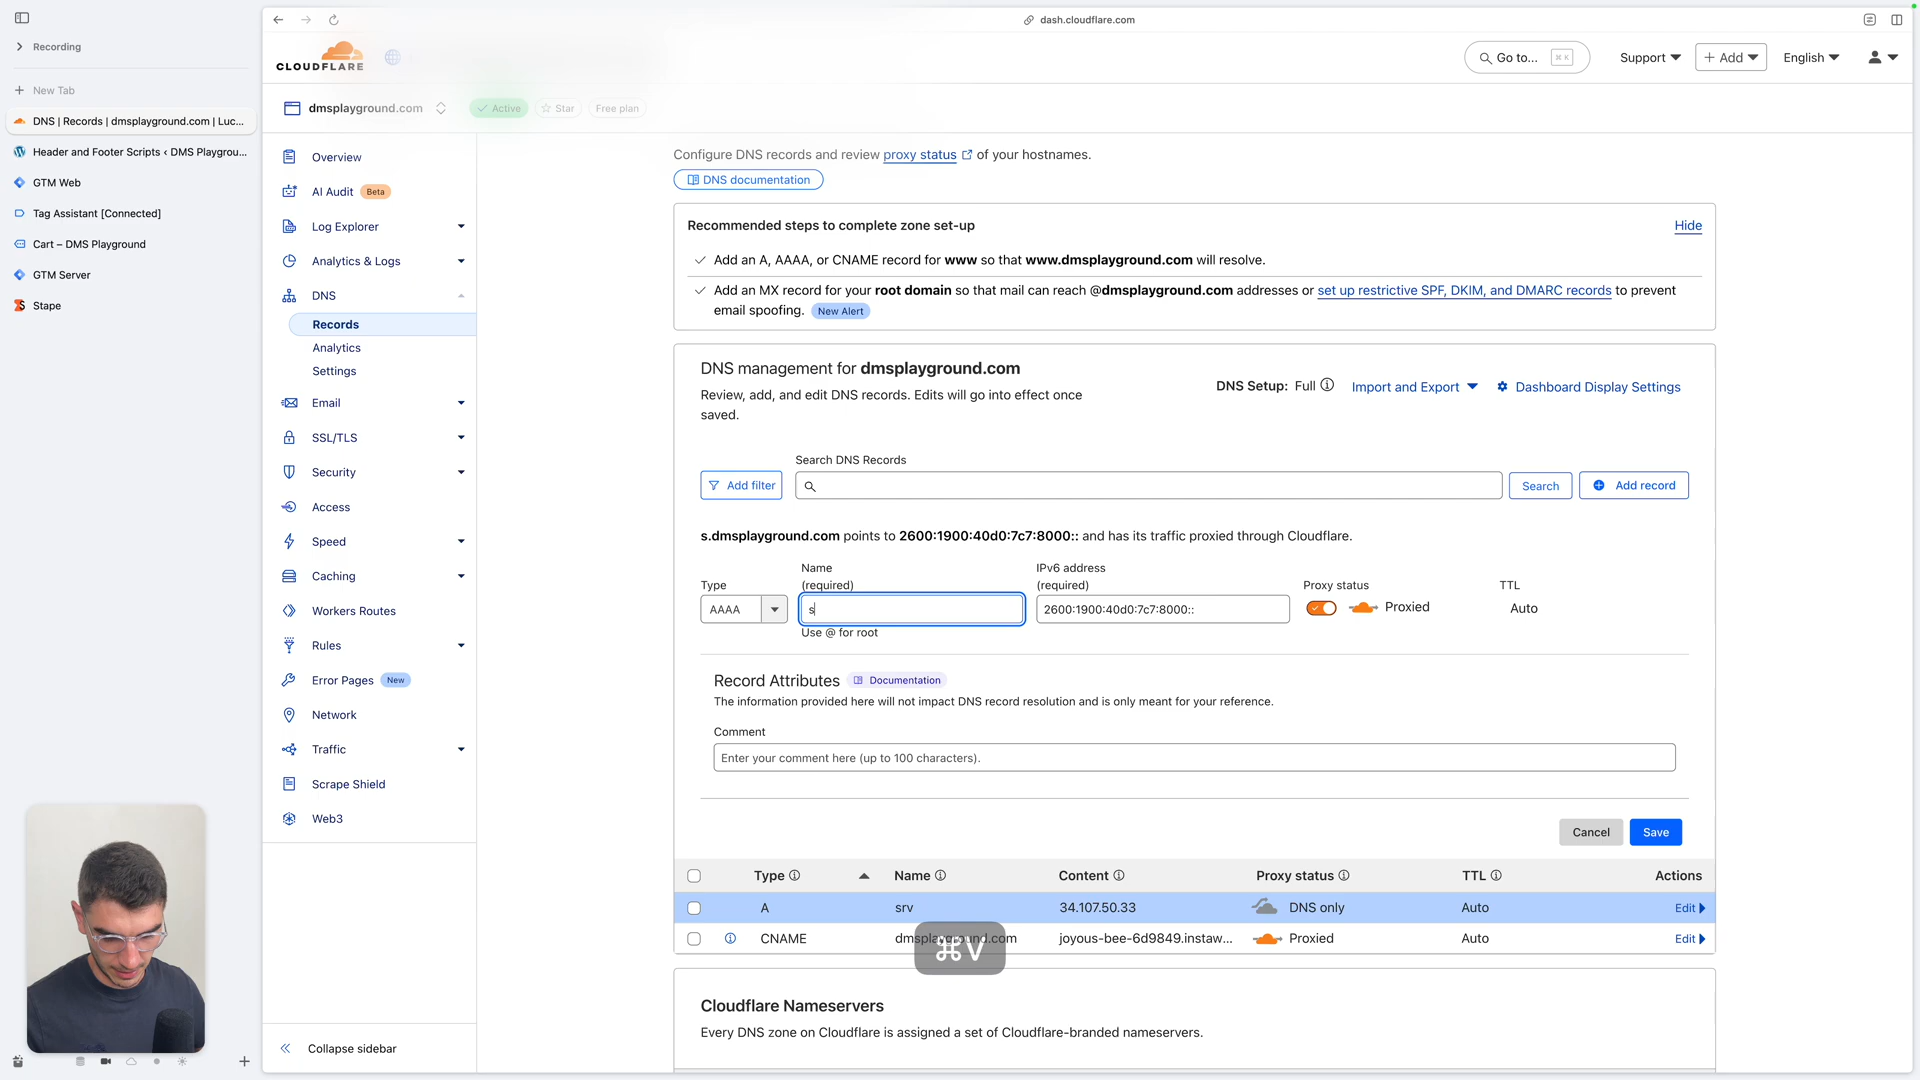 dash.cloudflare.com
Recording
New Tab
DNS | Records | dmsplayground.com | Luc...
Header and Footer Scripts ‹ DMS Playgrou...
GTM Web
Tag Assistant [Connected]
Cart – DMS Playground
GTM Server
Stape
CLOUDFLARE
Go to... ⌘ K
Support
+ Add
English
dmsplayground.com
Active
Star
Free plan
Overview
AI Audit Beta
Log Explorer
Analytics & Logs
DNS
Records
Analytics
Settings
Email
SSL/TLS
Security
Access
Speed
Caching
Workers Routes
Rules
Error Pages New
Network
Traffic
Scrape Shield
Web3
Collapse sidebar
Configure DNS records and review proxy status of your hostnames.
DNS documentation
Recommended steps to complete zone set-up
Hide
Add an A, AAAA, or CNAME record for www so that www.dmsplayground.com will resolve.
Add an MX record for your root domain so that mail can reach @dmsplayground.com addresses or set up restrictive SPF, DKIM, and DMARC records to prevent
email spoofing. New Alert
DNS management for dmsplayground.com
Review, add, and edit DNS records. Edits will go into effect once
saved.
DNS Setup: Full
Import and Export
Dashboard Display Settings
Search DNS Records
Add filter
Search
Add record
s.dmsplayground.com points to 2600:1900:40d0:7c7:8000:: and has its traffic proxied through Cloudflare.
Type
Name
(required)
IPv6 address
(required)
Proxy status
TTL
AAAA
s
2600:1900:40d0:7c7:8000::
Proxied
Auto
Use @ for root
Record Attributes Documentation
The information provided here will not impact DNS record resolution and is only meant for your reference.
Comment
Enter your comment here (up to 100 characters).
Cancel
Save
Type Name Content Proxy status TTL Actions
A srv 34.107.50.33 DNS only Auto Edit
CNAME dmsplayground.com joyous-bee-6d9849.instaw... Proxied Auto Edit
⌘V
Cloudflare Nameservers
Every DNS zone on Cloudflare is assigned a set of Cloudflare-branded nameservers.